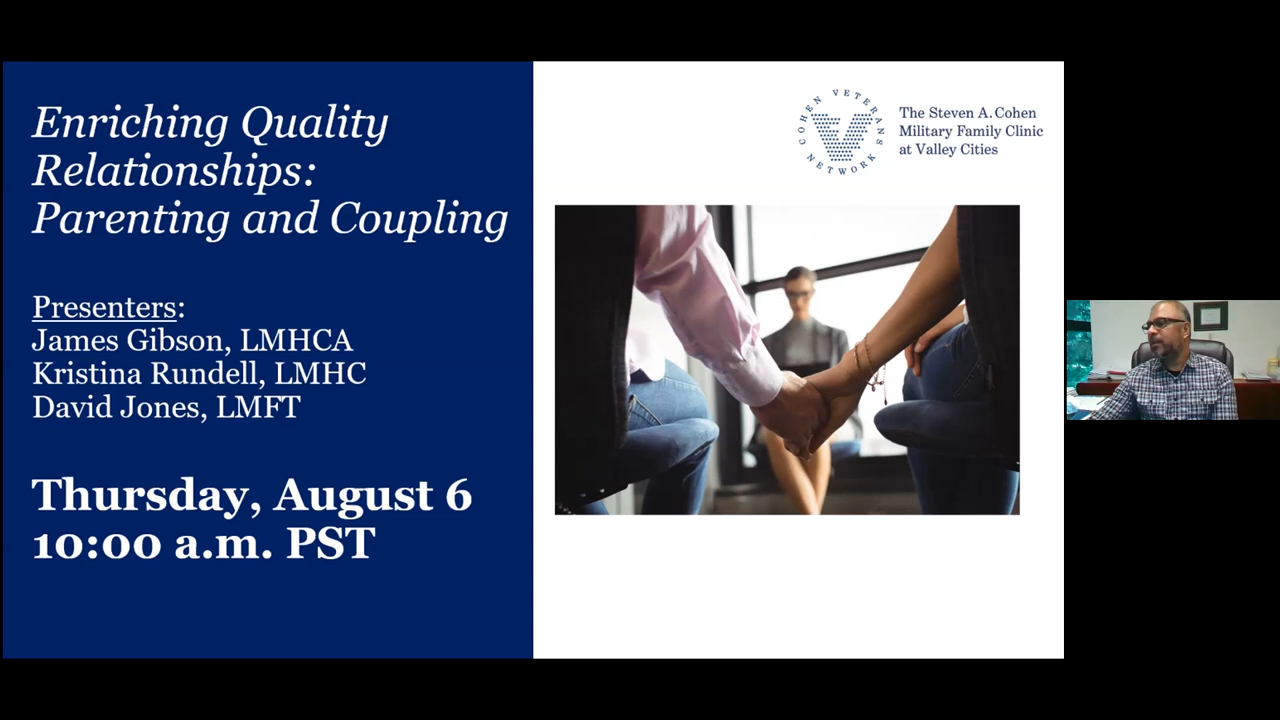 Enriching Quality
Relationships:
Parenting and Coupling
Presenters:
James Gibson, LMHCA
Kristina Rundell, LMHC
David Jones, LMFT
Thursday, August 6
10:00 a.m. PST
COHEN VETERANS NETWORK
The Steven A. Cohen
Military Family Clinic
at Valley Cities